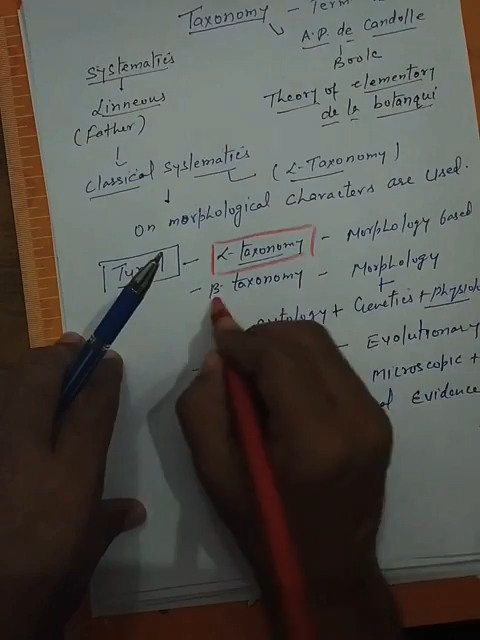 Taxonomy - Term
A.P. de Candolle
Systematics
Boole
Linneous
Theory of elementory
(Father)
de la botanqui
Classical Systematics (α-Taxonomy)
on morphological characters are used.
- α-taxonomy - Morphology based
- β-taxonomy - Morphology
+
+ Genetics + physiol
- Evolutionary
Microscopic +
Evidence